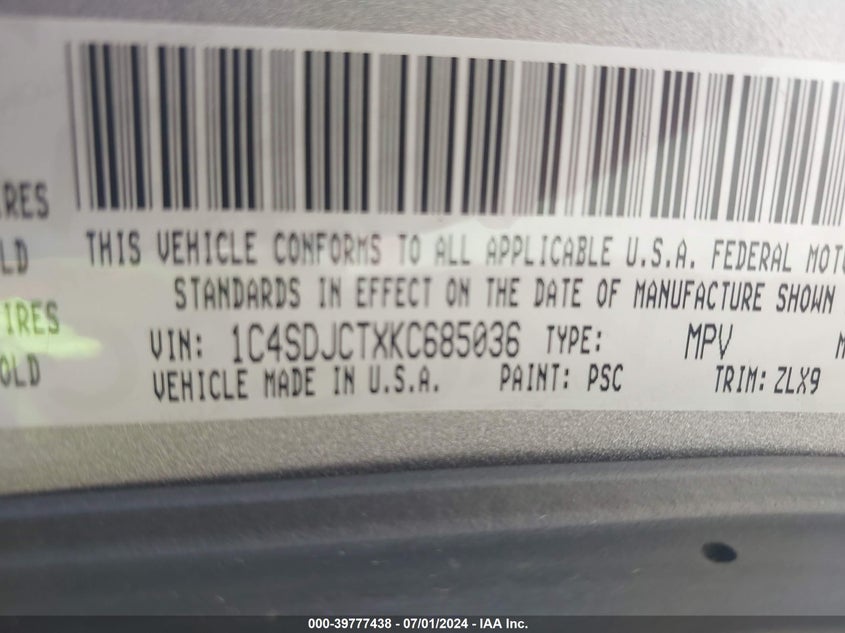 THIS VEHICLE CONFORMS TO ALL APPLICABLE U.S.A. FEDERAL MOTO
STANDARDS IN EFFECT ON THE DATE OF MANUFACTURE SHOWN
VIN: 1C4SDJCTXKC685036 TYPE: MPV M
VEHICLE MADE IN U.S.A. PAINT: PSC TRIM: ZLX9
IRES
LD
IRES
OLD
000-39777438 - 07/01/2024 - IAA Inc.